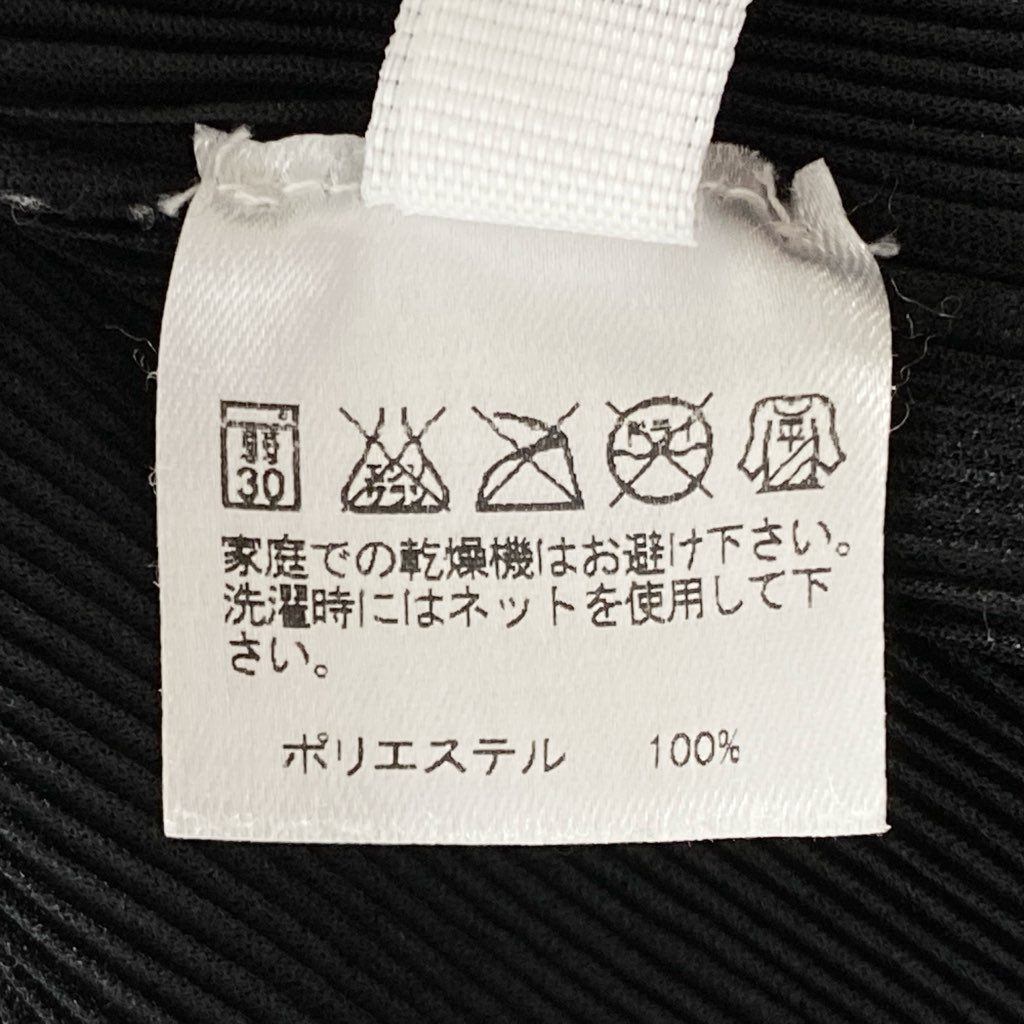 弱
30
エンソ
サラシ
ドライ
平
家庭での乾燥機はお避け下さい。
洗濯時にはネットを使用して下
さい。
ポリエステル 100%